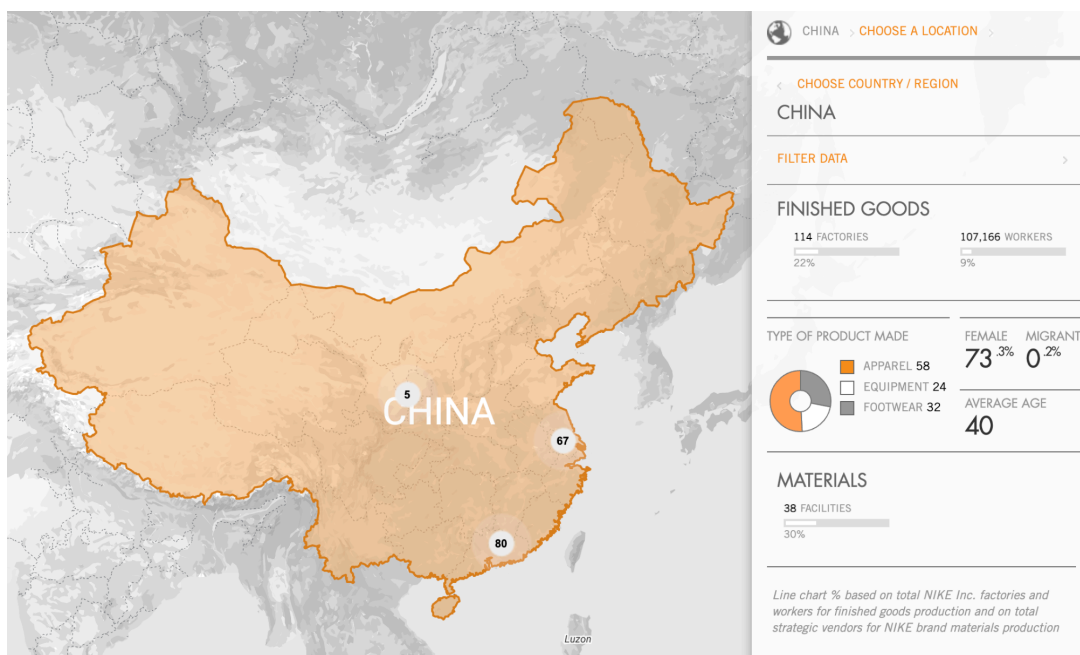 CHINA CHOOSE A LOCATION
CHOOSE COUNTRY / REGION
CHINA
FILTER DATA
FINISHED GOODS
114 FACTORIES
22%
107,166 WORKERS
9%
TYPE OF PRODUCT MADE
APPAREL 58
EQUIPMENT 24
FOOTWEAR 32
FEMALE
73.3%
MIGRANT
0.2%
AVERAGE AGE
40
MATERIALS
38 FACILITIES
30%
Line chart % based on total NIKE Inc. factories and
workers for finished goods production and on total
strategic vendors for NIKE brand materials production
5
CHINA
67
80
Luzon